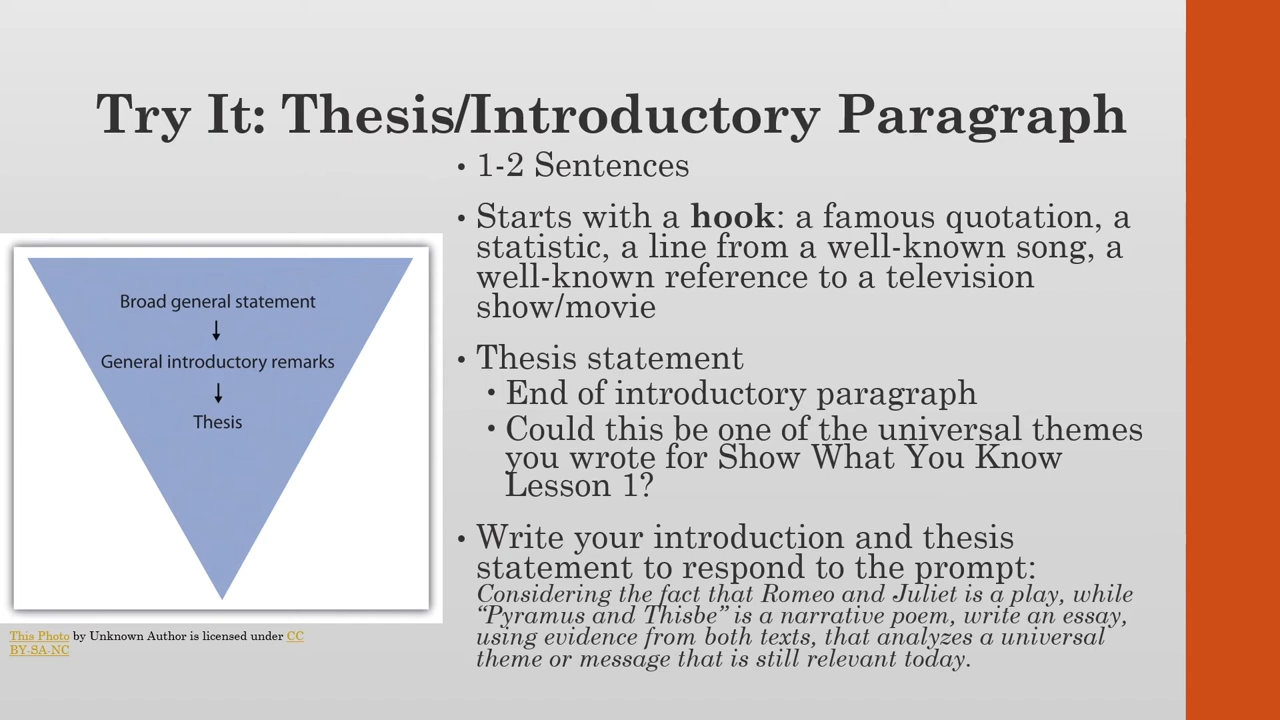 Try It: Thesis/Introductory Paragraph
• 1-2 Sentences
• Starts with a hook: a famous quotation, a
statistic, a line from a well-known song, a
well-known reference to a television
show/movie
• Thesis statement
• End of introductory paragraph
• Could this be one of the universal themes
you wrote for Show What You Know
Lesson 1?
• Write your introduction and thesis
statement to respond to the prompt:
Considering the fact that Romeo and Juliet is a play, while
“Pyramus and Thisbe” is a narrative poem, write an essay,
using evidence from both texts, that analyzes a universal
theme or message that is still relevant today.
Broad general statement
General introductory remarks
Thesis
This Photo by Unknown Author is licensed under CC
BY-SA-NC